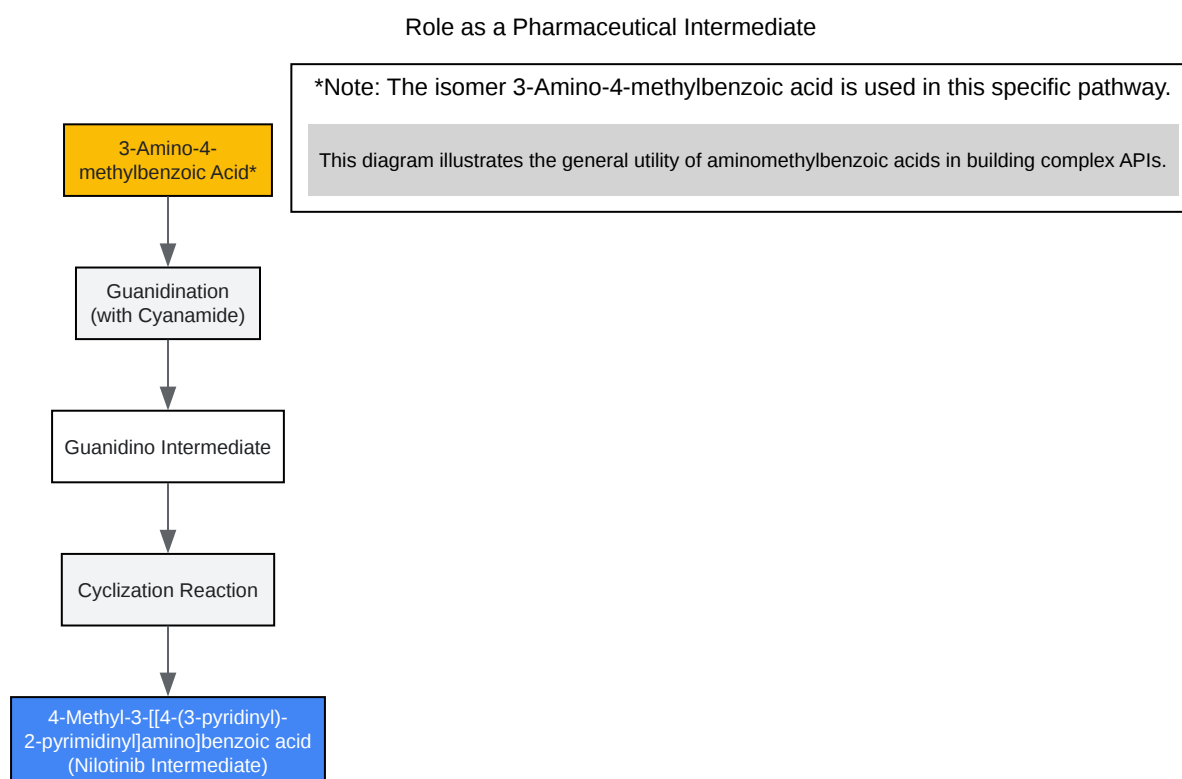 Role as a Pharmaceutical Intermediate
*Note: The isomer 3-Amino-4-methylbenzoic acid is used in this specific pathway.
This diagram illustrates the general utility of aminomethylbenzoic acids in building complex APIs.
3-Amino-4-
methylbenzoic Acid*
Guanidination
(with Cyanamide)
Guanidino Intermediate
Cyclization Reaction
4-Methyl-3-[[4-(3-pyridinyl)-
2-pyrimidinyl]amino]benzoic acid
(Nilotinib Intermediate)